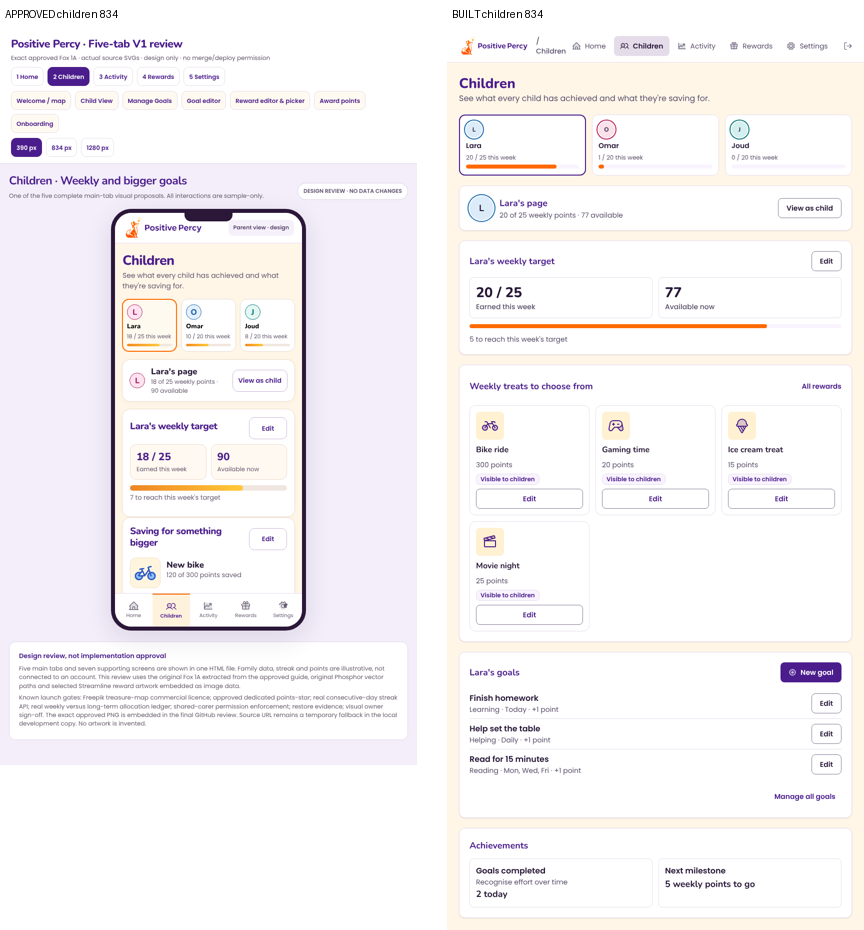 APPROVED children 834
Positive Percy · Five-tab V1 review
Exact approved Fox 1A · actual source SVGs · design only · no merge/deploy permission
1 Home
2 Children
3 Activity
4 Rewards
5 Settings
Welcome / map
Child View
Manage Goals
Goal editor
Reward editor & picker
Award points
Onboarding
390 px
834 px
1280 px
Children · Weekly and bigger goals
One of the five complete main-tab visual proposals. All interactions are sample-only.
DESIGN REVIEW · NO DATA CHANGES
Positive Percy
Parent view · design
Children
See what every child has achieved and what
they're saving for.
L
Lara
18 / 25 this week
O
Omar
10 / 20 this week
J
Joud
8 / 20 this week
L
Lara's page
18 of 25 weekly points ·
90 available
View as child
Lara's weekly target
Edit
18 / 25
Earned this week
90
Available now
7 to reach this week's target
Saving for something
bigger
Edit
New bike
120 of 300 points saved
Home
Children
Activity
Rewards
Settings
Design review, not implementation approval
Five main tabs and seven supporting screens are shown in one HTML file. Family data, streak and points are illustrative, not
connected to an account. This review uses the original Fox 1A extracted from the approved guide, original Phosphor vector
paths and selected Streamline reward artwork embedded as image data.
Known launch gates: Freepik treasure-map commercial licence; approved dedicated points-star; real consecutive-day streak
API; real weekly versus long-term allocation ledger; shared-carer permission enforcement; restore evidence; visual owner
sign-off. The exact approved PNG is embedded in the final GitHub review. Source URL remains a temporary fallback in the local
development copy. No artwork is invented.
BUILT children 834
Positive Percy
/
Children
Home
Children
Activity
Rewards
Settings
Children
See what every child has achieved and what they're saving for.
L
Lara
20 / 25 this week
O
Omar
1 / 20 this week
J
Joud
0 / 20 this week
L
Lara's page
20 of 25 weekly points · 77 available
View as child
Lara's weekly target
Edit
20 / 25
Earned this week
77
Available now
5 to reach this week's target
Weekly treats to choose from
All rewards
Bike ride
300 points
Visible to children
Edit
Gaming time
20 points
Visible to children
Edit
Ice cream treat
15 points
Visible to children
Edit
Movie night
25 points
Visible to children
Edit
Lara's goals
New goal
Finish homework
Learning · Today · +1 point
Edit
Help set the table
Helping · Daily · +1 point
Edit
Read for 15 minutes
Reading · Mon, Wed, Fri · +1 point
Edit
Manage all goals
Achievements
Goals completed
Recognise effort over time
2 today
Next milestone
5 weekly points to go